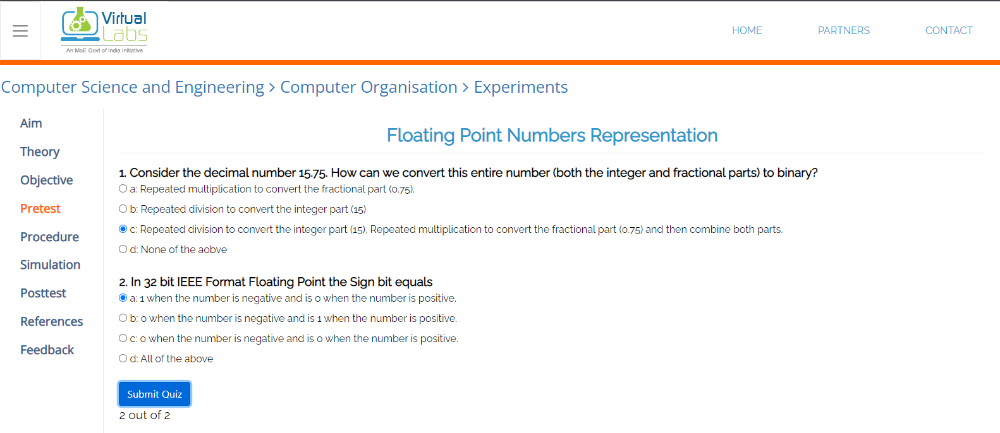 Virtual
Labs
An MoE Govt of India Initiative
HOME PARTNERS CONTACT
Computer Science and Engineering > Computer Organisation > Experiments
Aim
Theory
Objective
Pretest
Procedure
Simulation
Posttest
References
Feedback
Floating Point Numbers Representation
1. Consider the decimal number 15.75. How can we convert this entire number (both the integer and fractional parts) to binary?
a: Repeated multiplication to convert the fractional part (0.75).
b: Repeated division to convert the integer part (15)
c: Repeated division to convert the integer part (15), Repeated multiplication to convert the fractional part (0.75) and then combine both parts.
d: None of the aobve
2. In 32 bit IEEE Format Floating Point the Sign bit equals
a: 1 when the number is negative and is 0 when the number is positive.
b: 0 when the number is negative and is 1 when the number is positive.
c: 0 when the number is negative and is 0 when the number is positive.
d: All of the above
Submit Quiz
2 out of 2